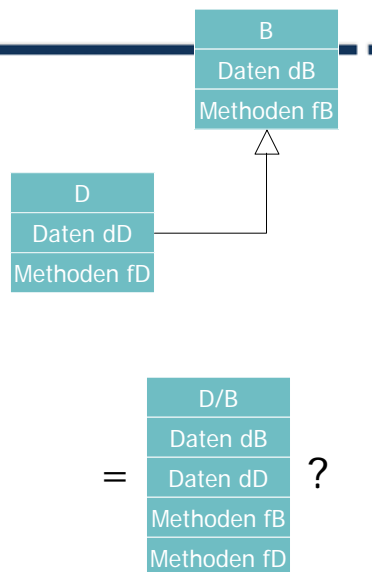 B
Daten dB
Methoden fB
D
Daten dD
Methoden fD
D/B
Daten dB
= Daten dD ?
Methoden fB
Methoden fD